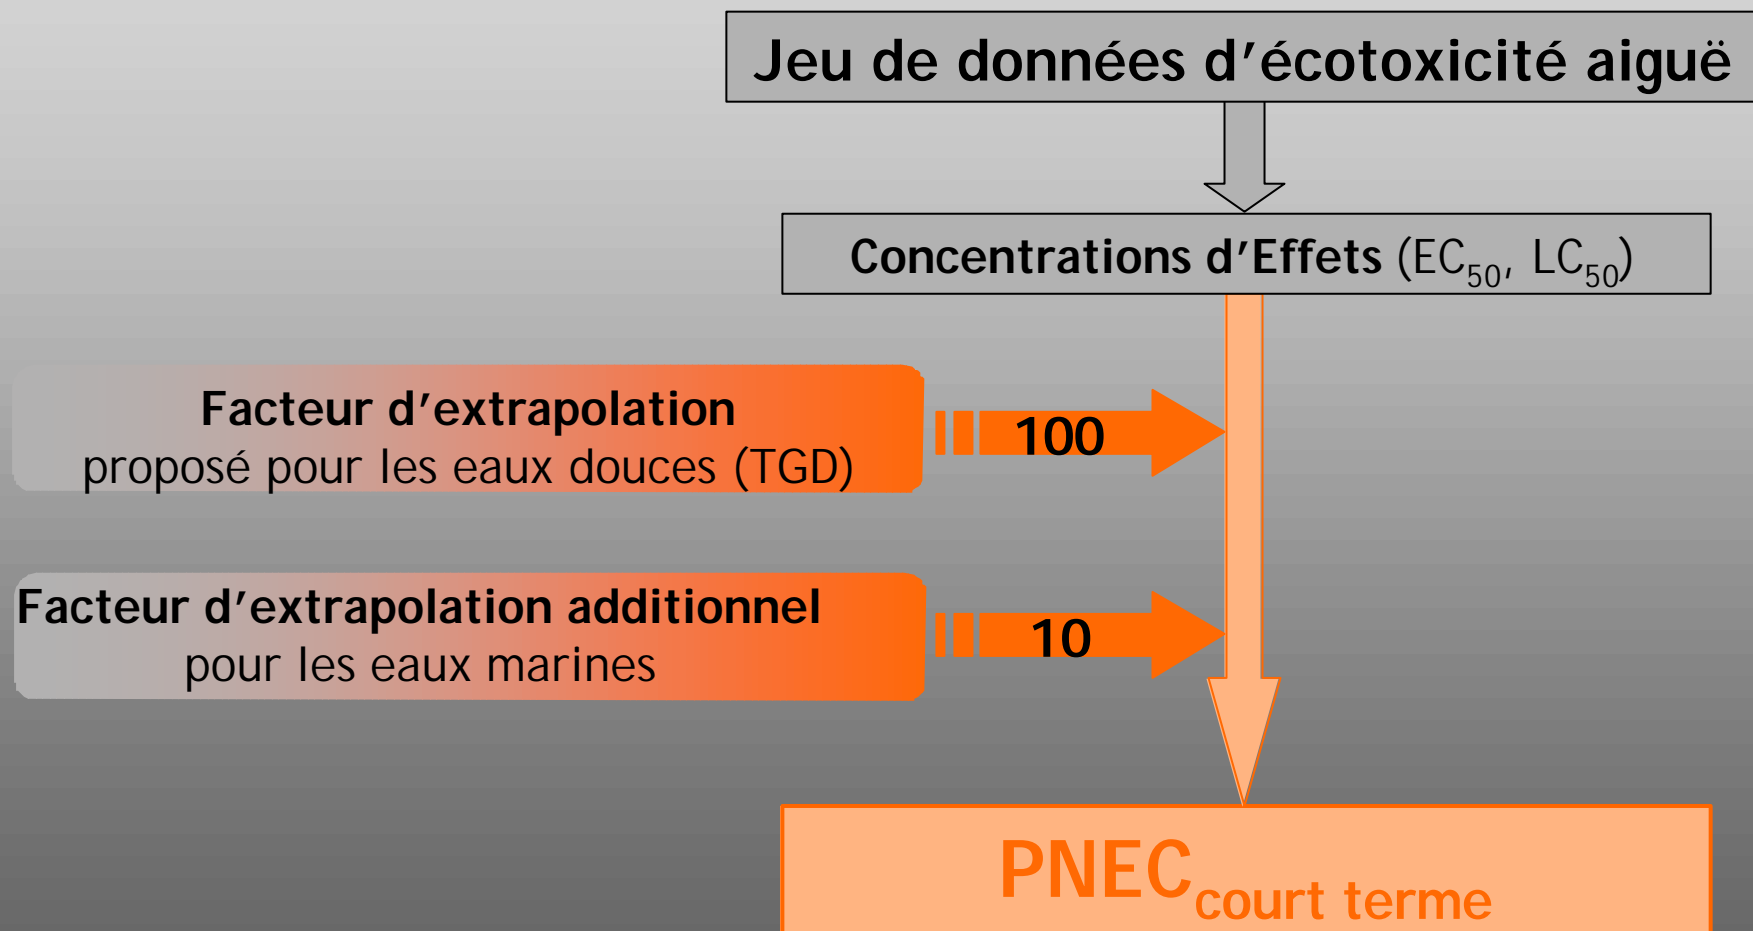 Jeu de données d'écotoxicité aiguë
Concentrations d'Effets (EC50, LC50)
Facteur d'extrapolation
proposé pour les eaux douces (TGD)
100
Facteur d'extrapolation additionnel
pour les eaux marines
10
PNECcourt terme